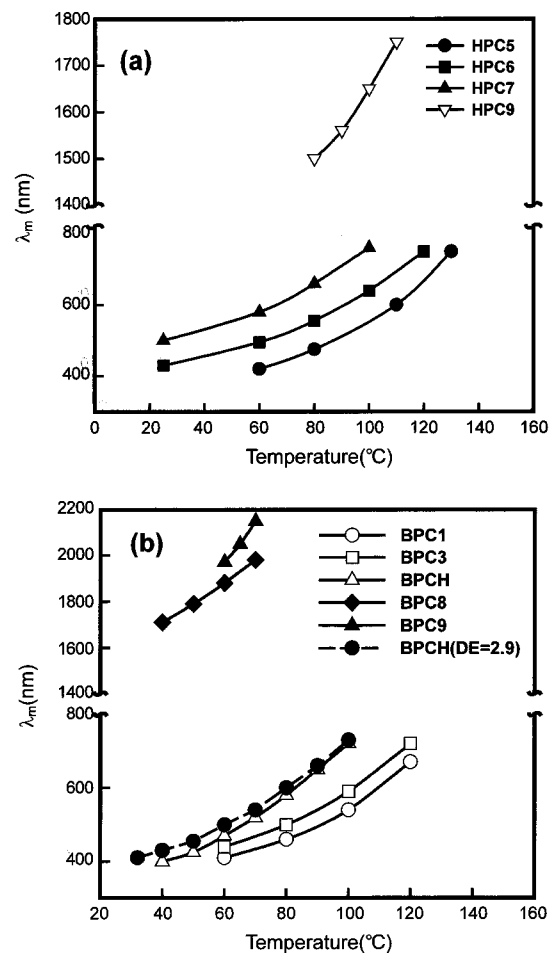 1800
1700
1600
1500
1400
800
600
400
λm (nm)
(a)
HPC5
HPC6
HPC7
HPC9
0 20 40 60 80 100 120 140 160
Temperature(℃)
2200
2000
1800
1600
1400
800
600
400
λm(nm)
(b)
BPC1
BPC3
BPCH
BPC8
BPC9
BPCH(DE=2.9)
20 40 60 80 100 120 140 160
Temperature(℃)